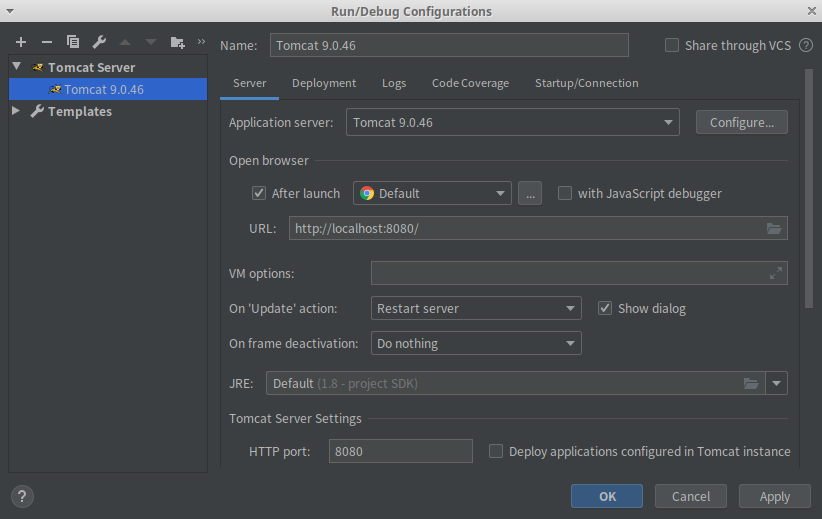 Run/Debug Configurations
Name: Tomcat 9.0.46 Share through VCS ?
Tomcat Server
Tomcat 9.0.46
Templates
Server Deployment Logs Code Coverage Startup/Connection
Application server: Tomcat 9.0.46 Configure...
Open browser
After launch Default ... with JavaScript debugger
URL: http://localhost:8080/
VM options:
On 'Update' action: Restart server Show dialog
On frame deactivation: Do nothing
JRE: Default (1.8 - project SDK)
Tomcat Server Settings
HTTP port: 8080 Deploy applications configured in Tomcat instance
? OK Cancel Apply